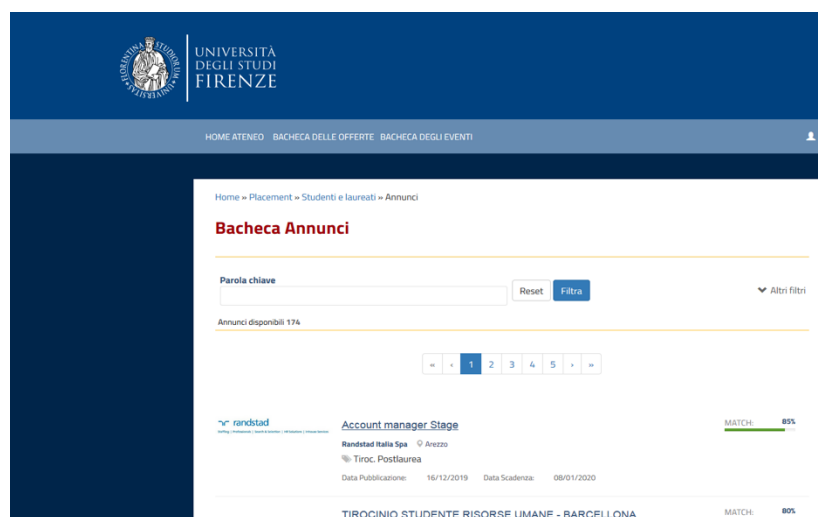 UNIVERSITÀ
DEGLI STUDI
FIRENZE
HOME ATENEO BACHECA DELLE OFFERTE BACHECA DEGLI EVENTI
Home » Placement » Studenti e laureati » Annunci
Bacheca Annunci
Parola chiave
Reset Filtra Altri filtri
Annunci disponibili 174
« ‹ 1 2 3 4 5 › »
randstad
Account manager Stage MATCH: 85%
Randstad Italia Spa Arezzo
Tiroc. Postlaurea
Data Pubblicazione: 16/12/2019 Data Scadenza: 08/01/2020
TIROCINIO STUDENTE RISORSE UMANE - BARCELLONA MATCH: 80%